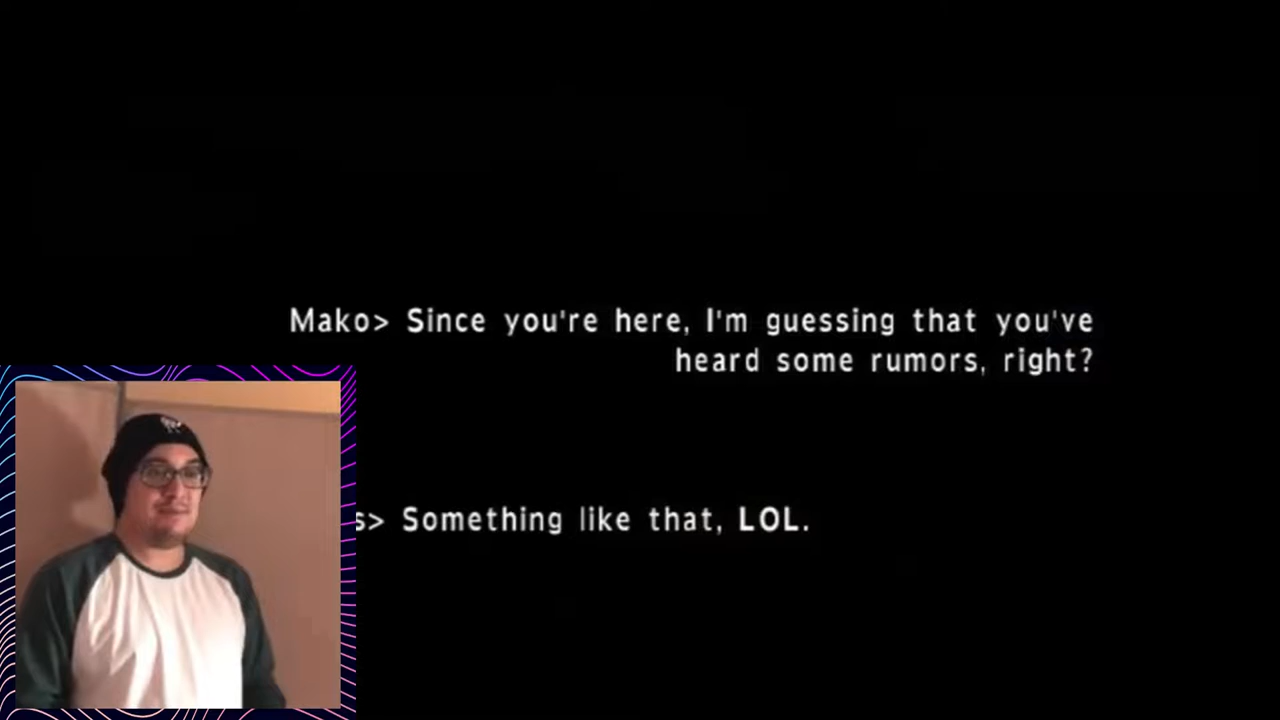 Mako> Since you're here, I'm guessing that you've
heard some rumors, right?
s> Something like that, LOL.